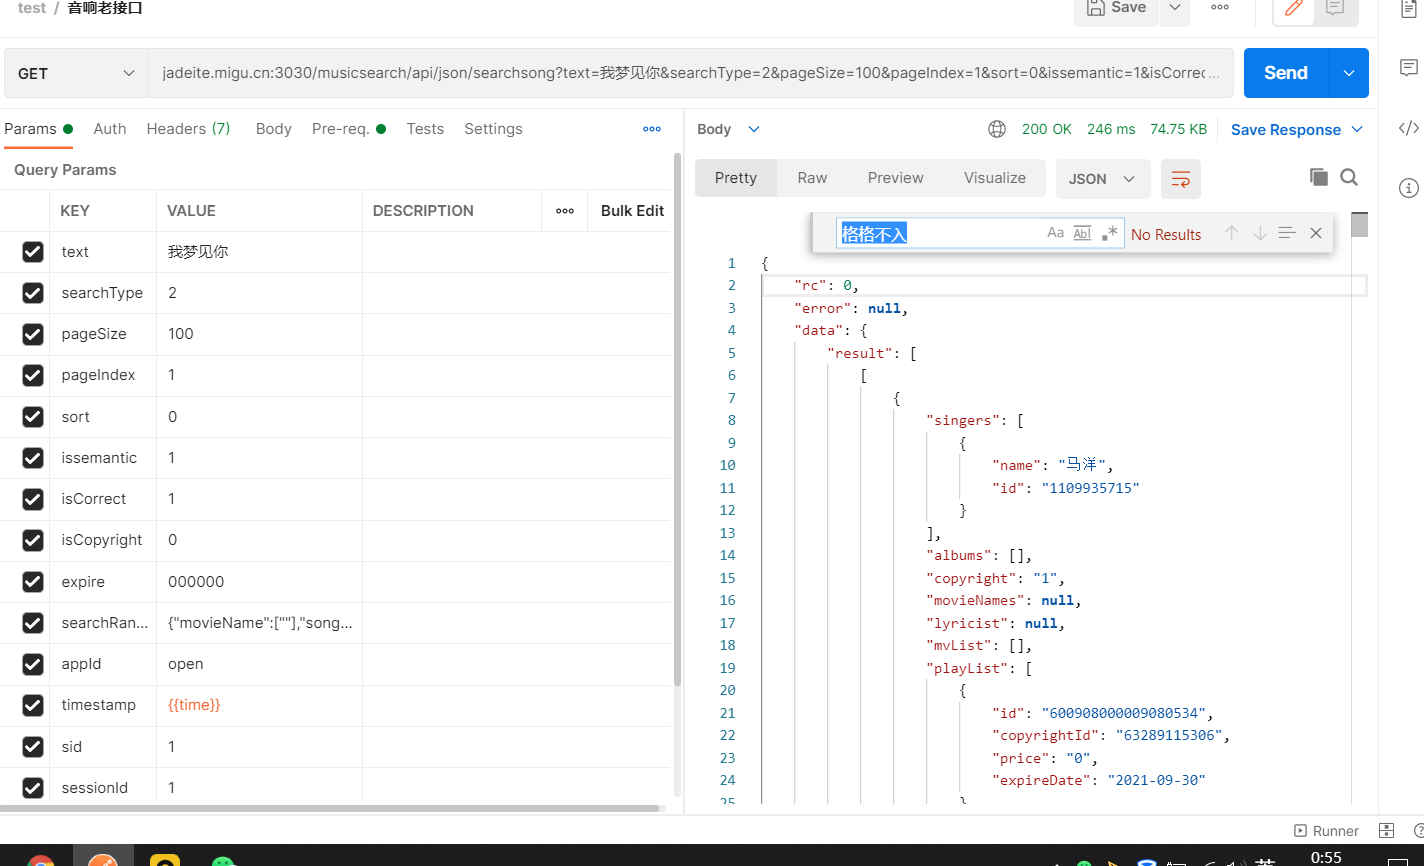 test / 音响老接口
Save
GET
jadeite.migu.cn:3030/musicsearch/api/json/searchsong?text=我梦见你&searchType=2&pageSize=100&pageIndex=1&sort=0&issemantic=1&isCorrec...
Send
Params Auth Headers (7) Body Pre-req. Tests Settings
Body 200 OK 246 ms 74.75 KB Save Response
Query Params
Pretty Raw Preview Visualize JSON
KEY VALUE DESCRIPTION Bulk Edit
格格不入 Aa Abl .* No Results
text 我梦见你
searchType 2
pageSize 100
pageIndex 1
sort 0
issemantic 1
isCorrect 1
isCopyright 0
expire 000000
searchRan... {"movieName":[""],"song...
appId open
timestamp {{time}}
sid 1
sessionId 1
1 {
2 "rc": 0,
3 "error": null,
4 "data": {
5 "result": [
6 [
7 {
8 "singers": [
9 {
10 "name": "马洋",
11 "id": "1109935715"
12 }
13 ],
14 "albums": [],
15 "copyright": "1",
16 "movieNames": null,
17 "lyricist": null,
18 "mvList": [],
19 "playList": [
20 {
21 "id": "600908000009080534",
22 "copyrightId": "63289115306",
23 "price": "0",
24 "expireDate": "2021-09-30"
25 }
Runner
英
0:55